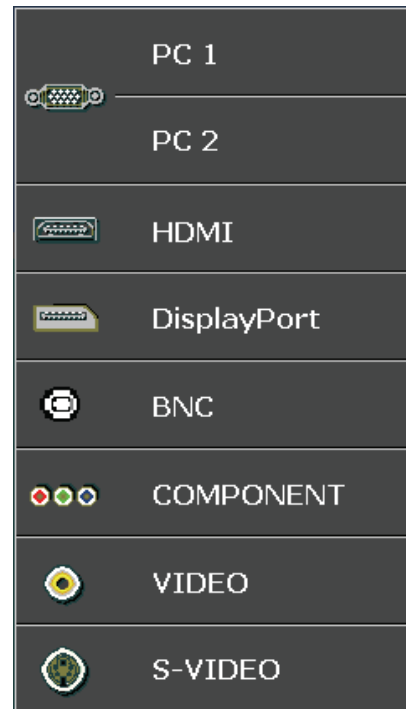 PC 1
PC 2
HDMI
DisplayPort
BNC
COMPONENT
VIDEO
S-VIDEO